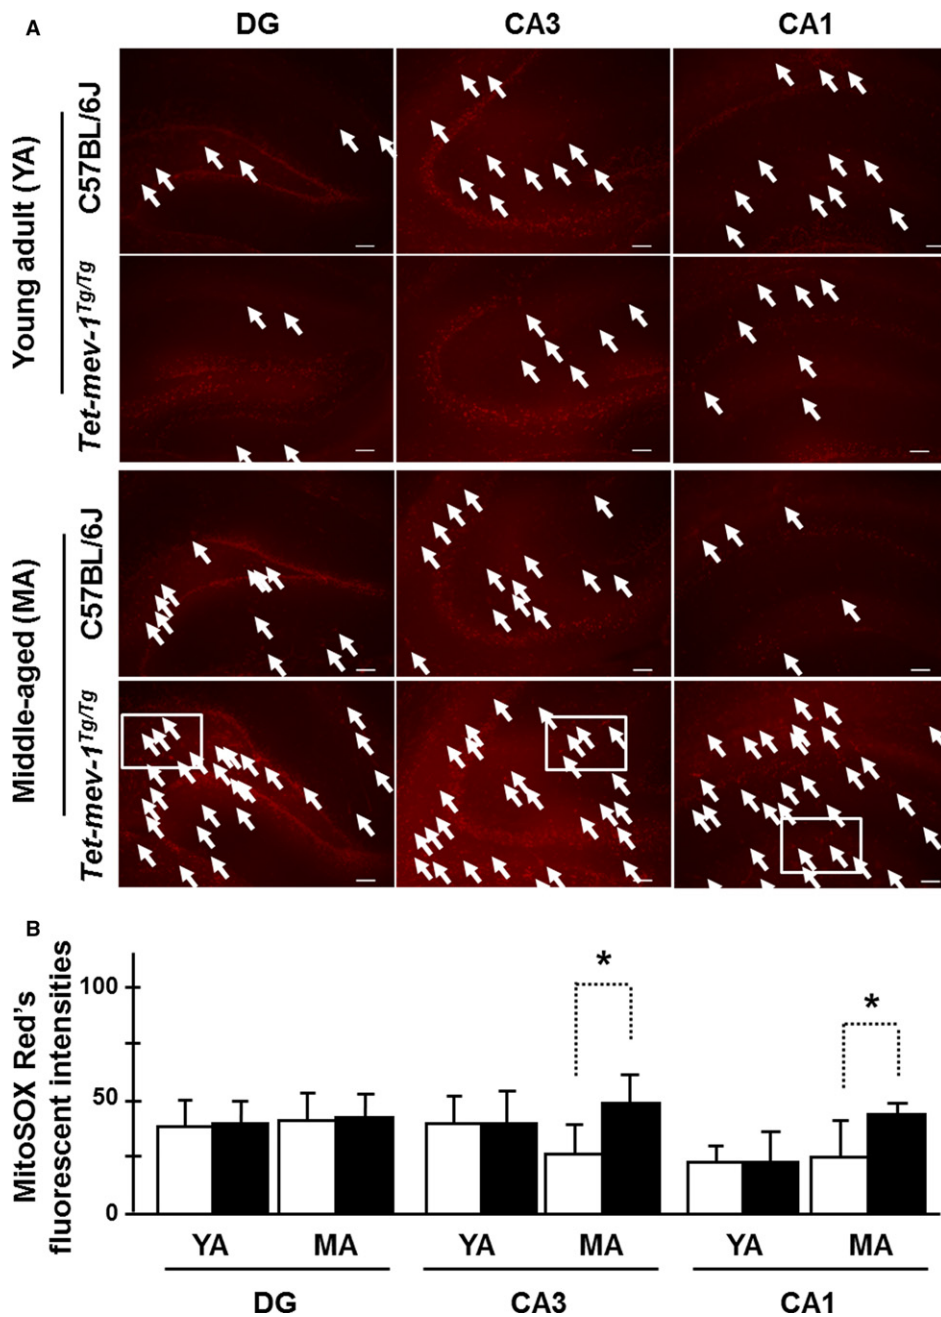 A
DG CA3 CA1
Young adult (YA)
C57BL/6J
Tet-mev-1Tg/Tg
Middle-aged (MA)
C57BL/6J
Tet-mev-1Tg/Tg
B
MitoSOX Red's
fluorescent intensities
100
50
0
* *
YA MA YA MA YA MA
DG CA3 CA1